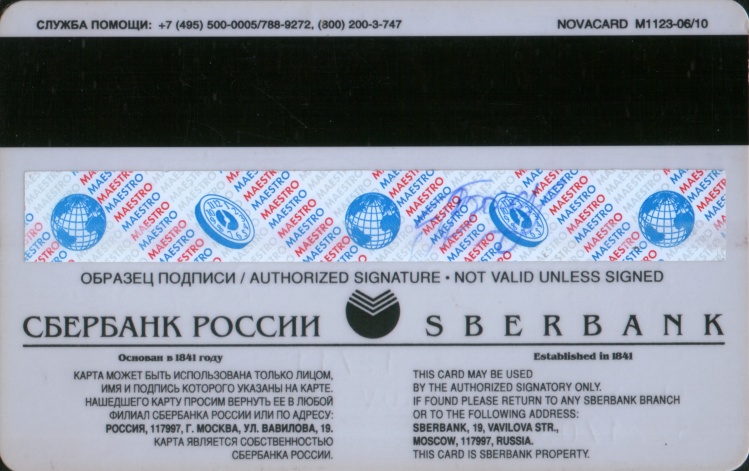 СЛУЖБА ПОМОЩИ: +7 (495) 500-0005/788-9272, (800) 200-3-747
NOVACARD M1123-06/10
MAESTRO MAESTRO MAESTRO MAESTRO MAESTRO
ОБРАЗЕЦ ПОДПИСИ / AUTHORIZED SIGNATURE • NOT VALID UNLESS SIGNED
СБЕРБАНК РОССИИ SBERBANK
Основан в 1841 году
КАРТА МОЖЕТ БЫТЬ ИСПОЛЬЗОВАНА ТОЛЬКО ЛИЦОМ,
ИМЯ И ПОДПИСЬ КОТОРОГО УКАЗАНЫ НА КАРТЕ.
НАШЕДШЕГО КАРТУ ПРОСИМ ВЕРНУТЬ ЕЕ В ЛЮБОЙ
ФИЛИАЛ СБЕРБАНКА РОССИИ ИЛИ ПО АДРЕСУ:
РОССИЯ, 117997, Г. МОСКВА, УЛ. ВАВИЛОВА, 19.
КАРТА ЯВЛЯЕТСЯ СОБСТВЕННОСТЬЮ
СБЕРБАНКА РОССИИ.
Established in 1841
THIS CARD MAY BE USED
BY THE AUTHORIZED SIGNATORY ONLY.
IF FOUND PLEASE RETURN TO ANY SBERBANK BRANCH
OR TO THE FOLLOWING ADDRESS:
SBERBANK, 19, VAVILOVA STR.,
MOSCOW, 117997, RUSSIA.
THIS CARD IS SBERBANK PROPERTY.